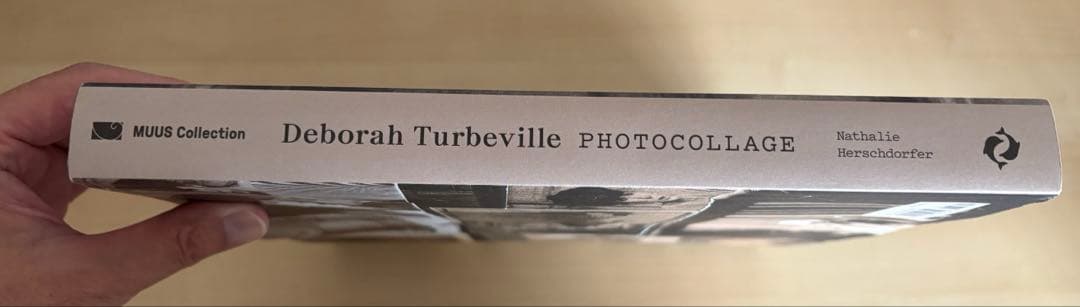 MUUS Collection
Deborah Turbeville PHOTOCOLLAGE
Nathalie
Herschdorfer